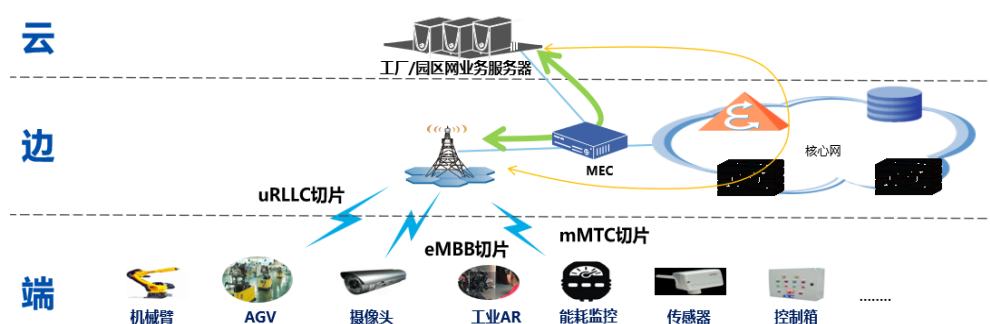 云
工厂/园区网业务服务器
边
MEC
核心网
uRLLC切片
eMBB切片
mMTC切片
端
机械臂
AGV
摄像头
工业AR
能耗监控
传感器
控制箱
........